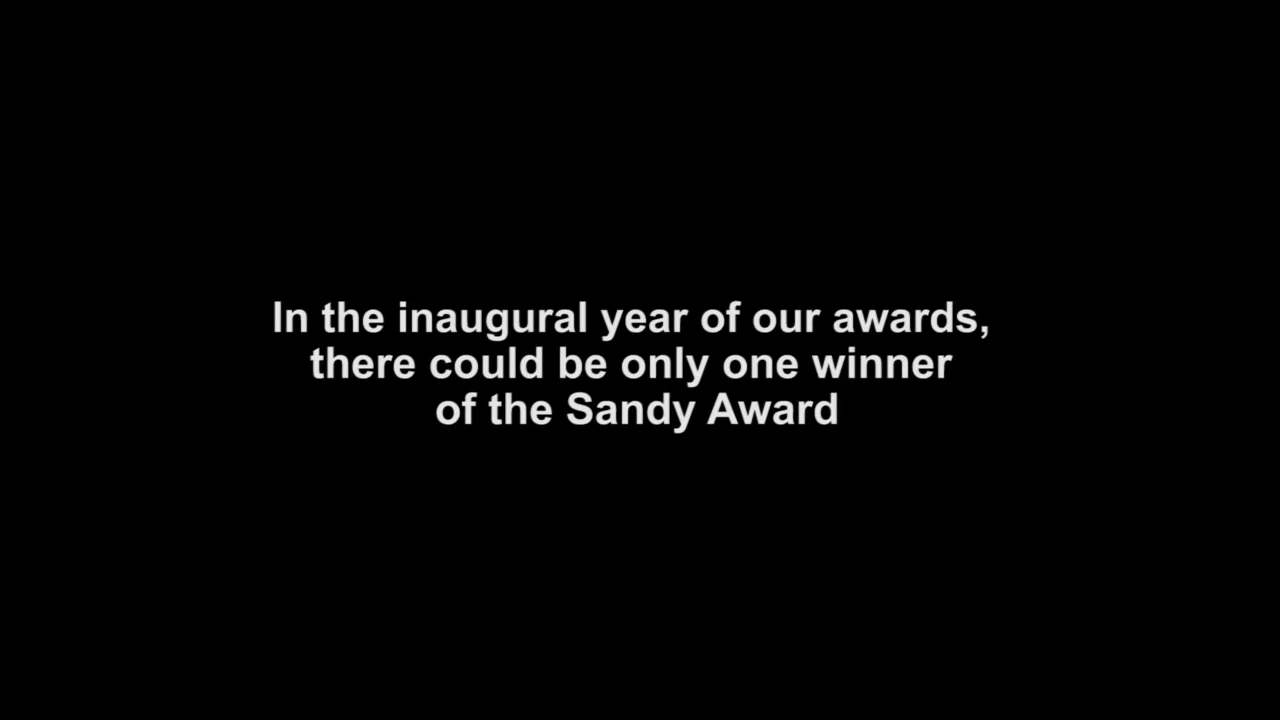 In the inaugural year of our awards,
there could be only one winner
of the Sandy Award